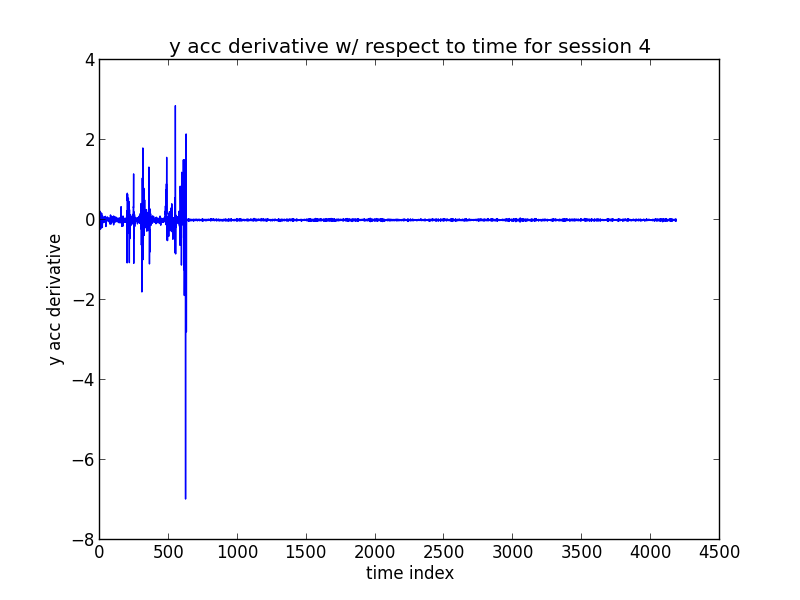 y acc derivative w/ respect to time for session 4
4
2
0
−2
−4
−6
−8
y acc derivative
0 500 1000 1500 2000 2500 3000 3500 4000 4500
time index